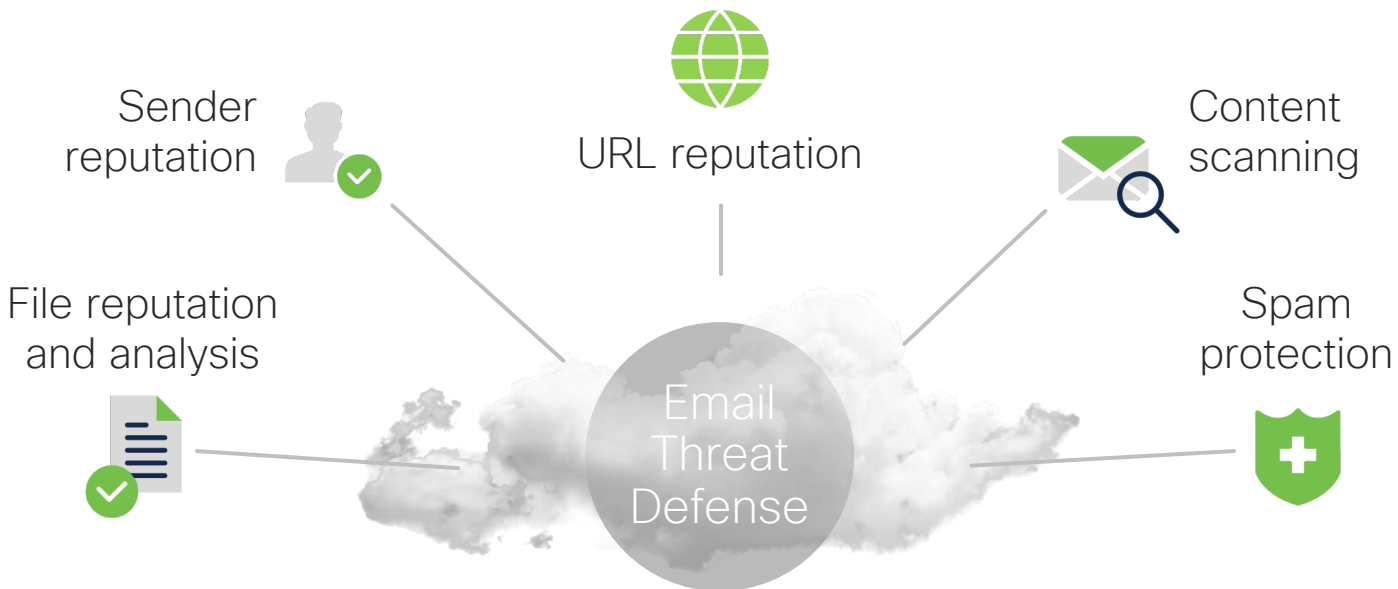 Sender
reputation
URL reputation
Content
scanning
File reputation
and analysis
Spam
protection
Email
Threat
Defense